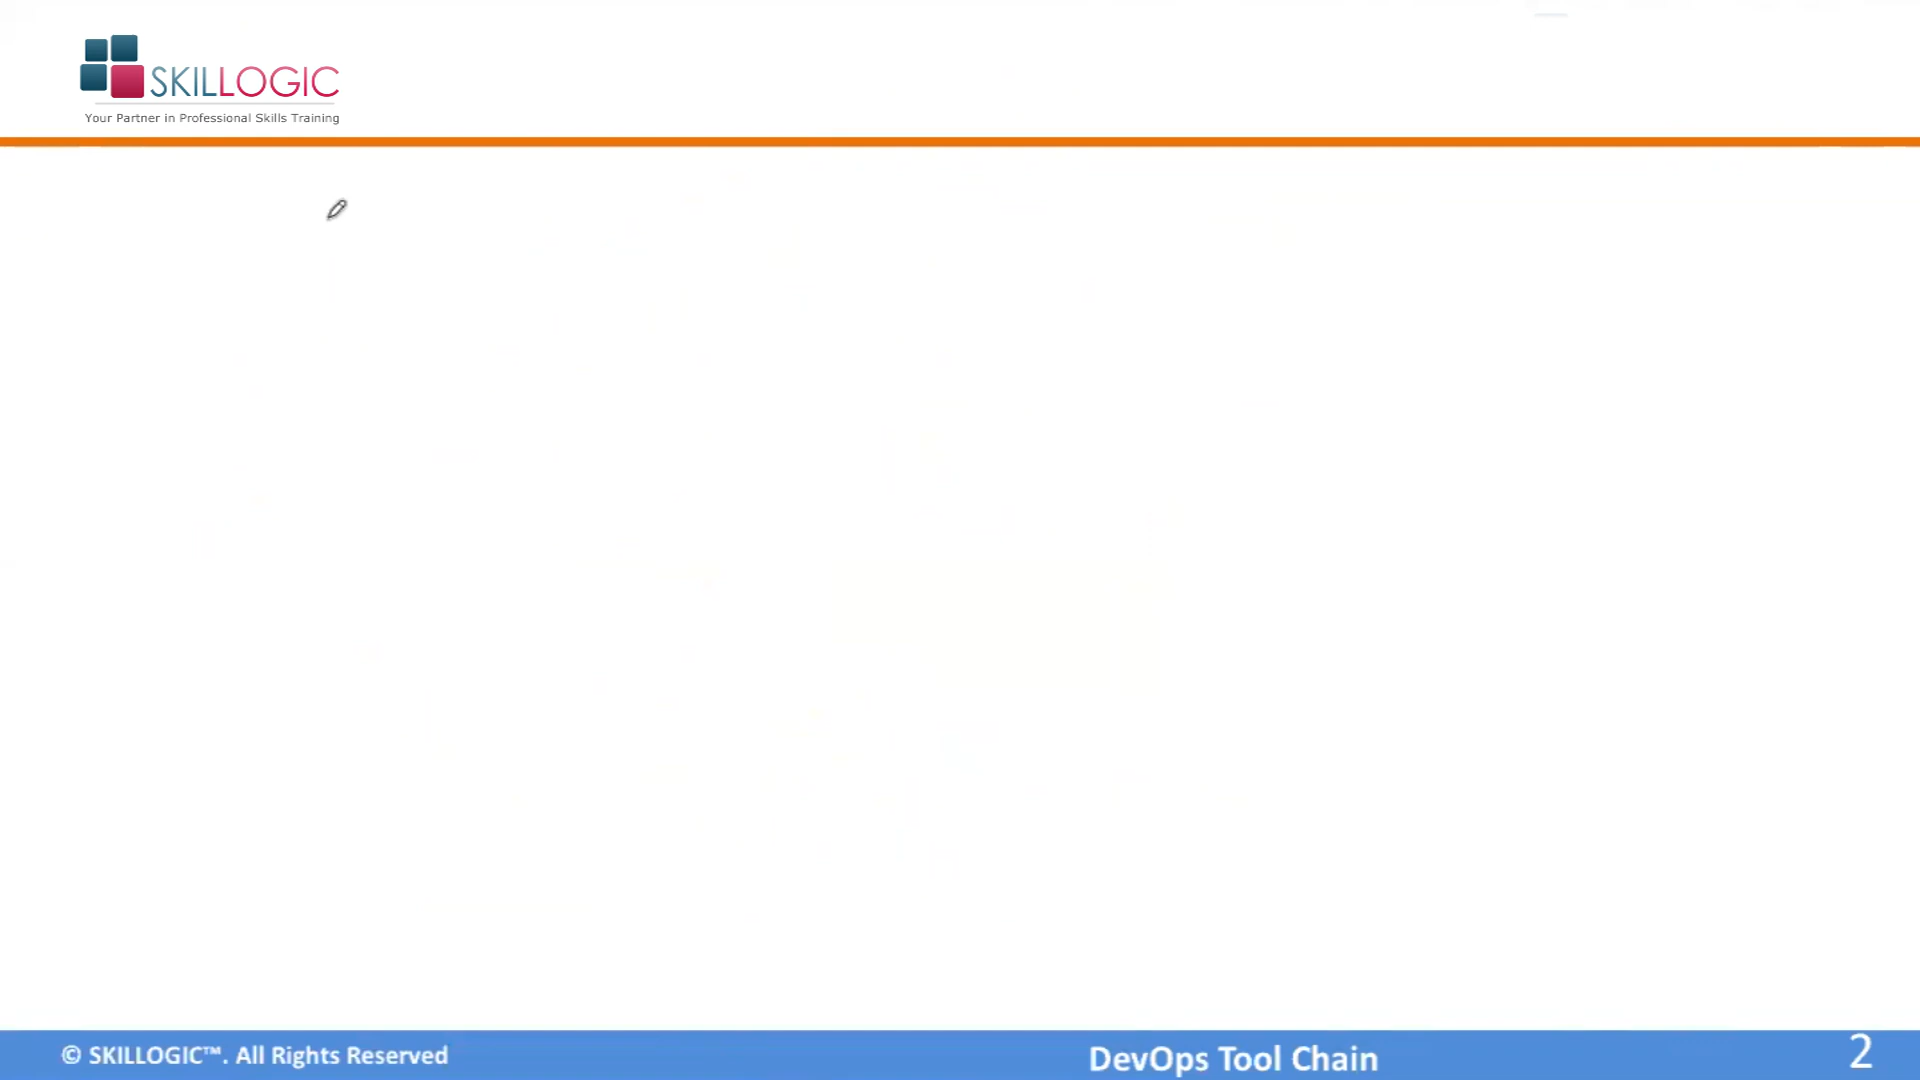 SKILLOGIC
Your Partner in Professional Skills Training
© SKILLOGIC™. All Rights Reserved
DevOps Tool Chain
2